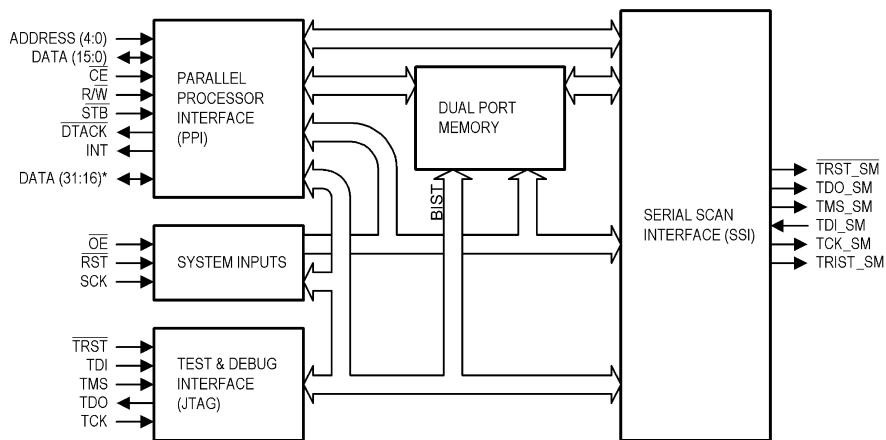 ADDRESS (4:0)
DATA (15:0)
CE
R/W
STB
DTACK
INT
DATA (31:16)*
PARALLEL
PROCESSOR
INTERFACE
(PPI)
DUAL PORT
MEMORY
BIST
OE
RST
SCK
SYSTEM INPUTS
TRST
TDI
TMS
TDO
TCK
TEST & DEBUG
INTERFACE
(JTAG)
SERIAL SCAN
INTERFACE (SSI)
TRST_SM
TDO_SM
TMS_SM
TDI_SM
TCK_SM
TRIST_SM